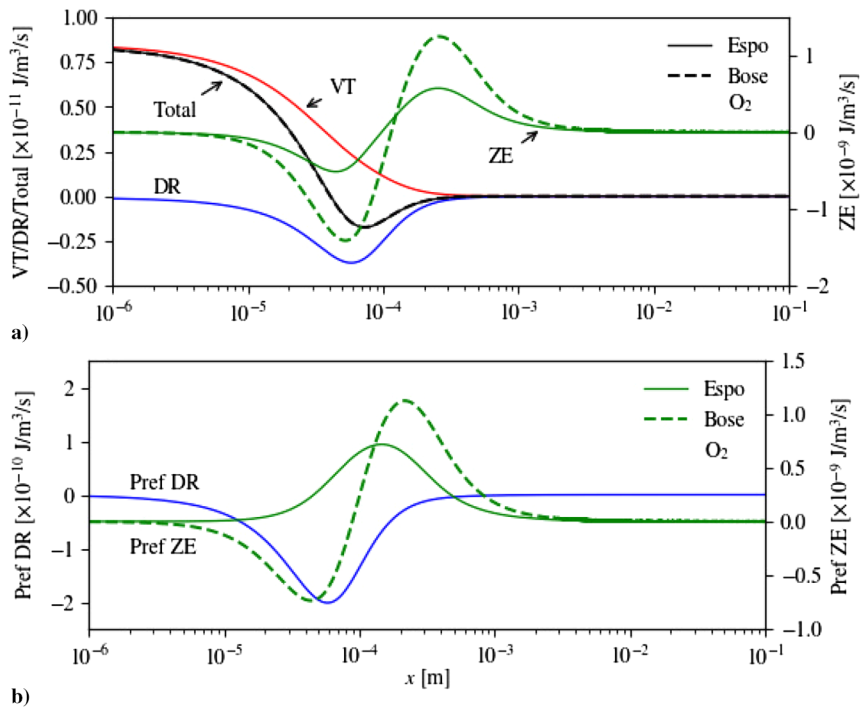 1.00
0.75
0.50
0.25
0.00
−0.25
−0.50
VT/DR/Total [×10⁻¹¹ J/m³/s]
1
0
−1
−2
ZE [×10⁻⁹ J/m³/s]
Espo
Bose
O₂
VT
Total
ZE
DR
10⁻⁶ 10⁻⁵ 10⁻⁴ 10⁻³ 10⁻² 10⁻¹
a)
2
1
0
−1
−2
Pref DR [×10⁻¹⁰ J/m³/s]
1.5
1.0
0.5
0.0
−0.5
−1.0
Pref ZE [×10⁻⁹ J/m³/s]
Espo
Bose
O₂
Pref DR
Pref ZE
10⁻⁶ 10⁻⁵ 10⁻⁴ 10⁻³ 10⁻² 10⁻¹
x [m]
b)